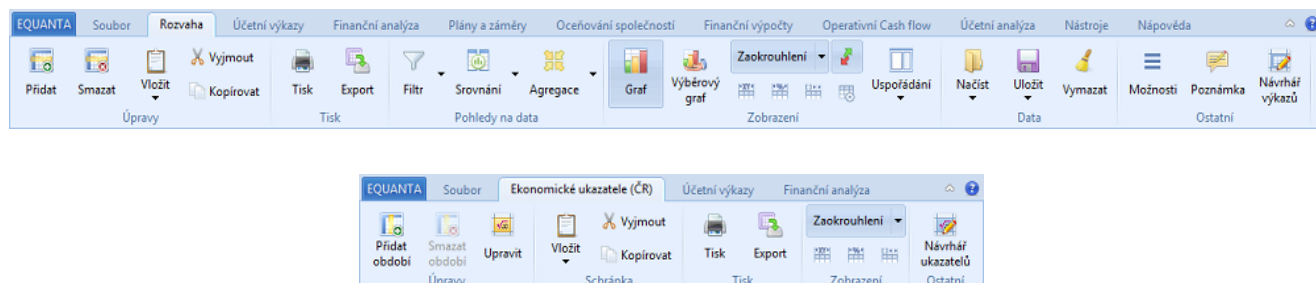 EQUANTA Soubor Rozvaha Účetní výkazy Finanční analýza Plány a záměry Oceňování společností Finanční výpočty Operativní Cash flow Účetní analýza Nástroje Nápověda
Přidat Smazat Vložit Vyjmout Kopírovat Tisk Export Filtr Srovnání Agregace Graf Výběrový graf Zaokrouhlení Uspořádání Načíst Uložit Vymazat Možnosti Poznámka Návrhář výkazů
Úpravy Tisk Pohledy na data Zobrazení Data Ostatní
EQUANTA Soubor Ekonomické ukazatele (ČR) Účetní výkazy Finanční analýza
Přidat období Smazat období Upravit Vložit Vyjmout Kopírovat Tisk Export Zaokrouhlení Návrhář ukazatelů
Úpravy Schránka Tisk Zobrazení Ostatní